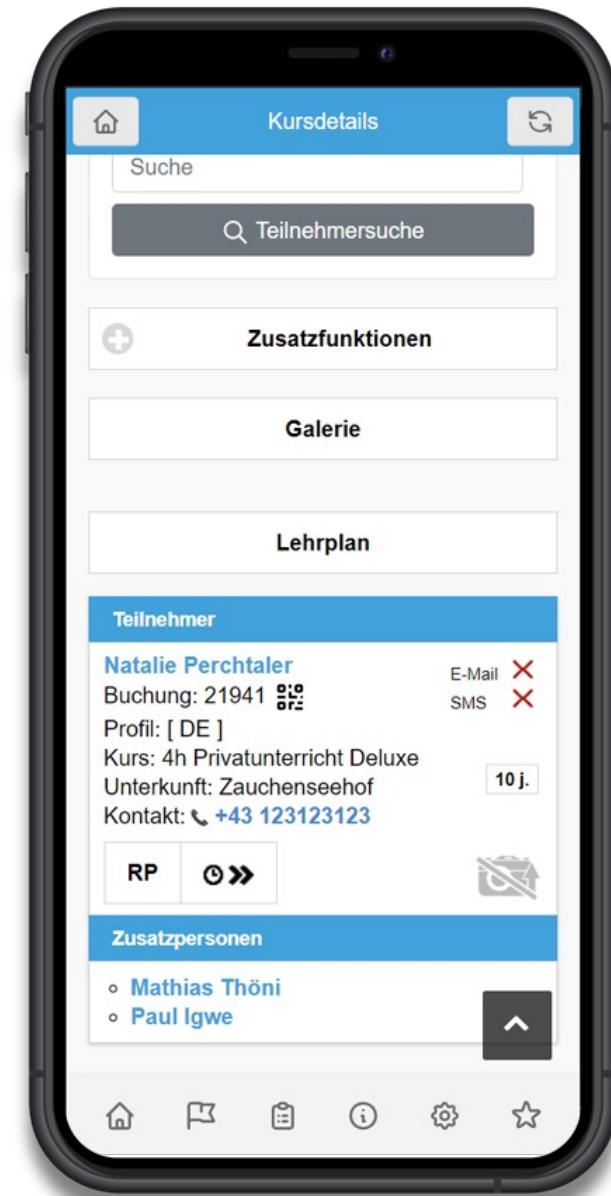 Kursdetails
Suche
Teilnehmersuche
Zusatzfunktionen
Galerie
Lehrplan
Teilnehmer
Natalie Perchtaler
E-Mail
Buchung: 21941
SMS
Profil: [ DE ]
Kurs: 4h Privatunterricht Deluxe
10 j.
Unterkunft: Zauchenseehof
Kontakt: +43 123123123
RP
Zusatzpersonen
Mathias Thöni
Paul Igwe